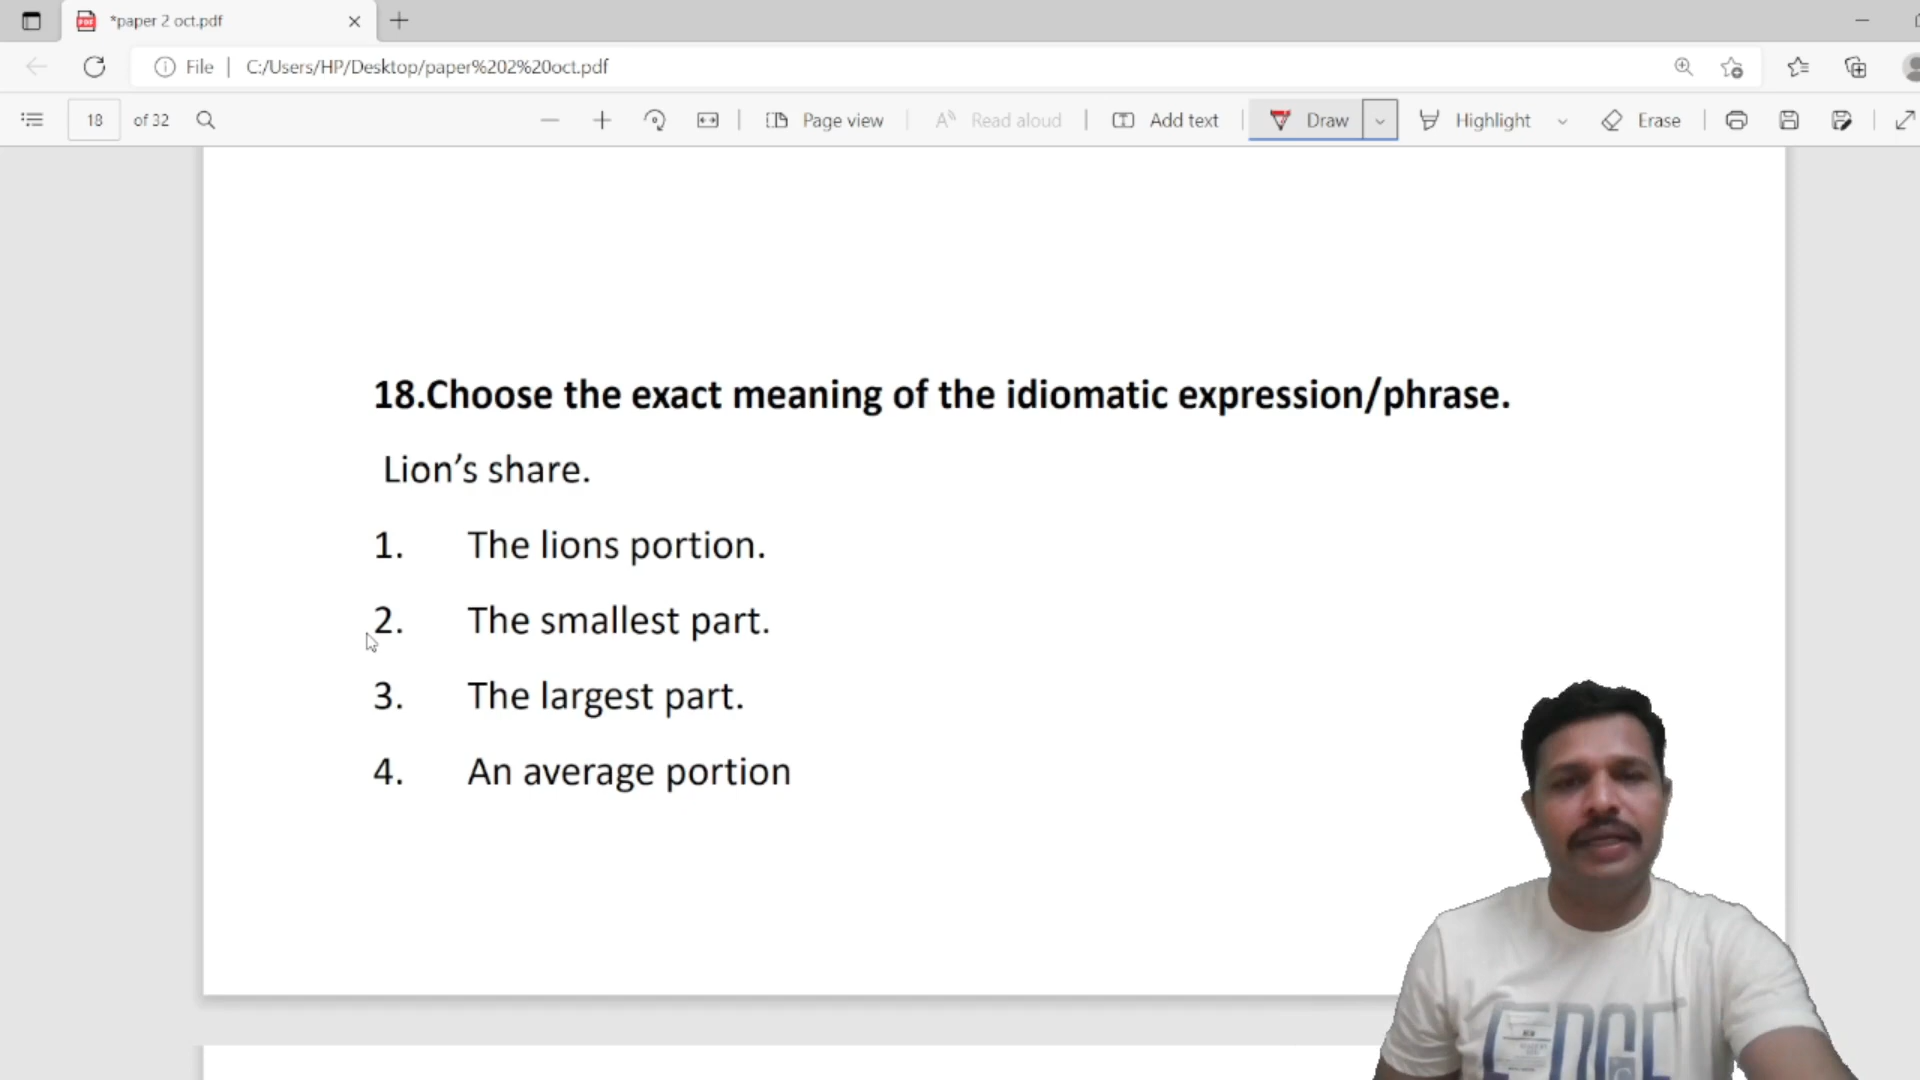 *paper 2 oct.pdf
File | C:/Users/HP/Desktop/paper%202%20oct.pdf
18 of 32 Page view Read aloud Add text Draw Highlight Erase
18.Choose the exact meaning of the idiomatic expression/phrase.
Lion’s share.
1. The lions portion.
2. The smallest part.
3. The largest part.
4. An average portion
EDGE